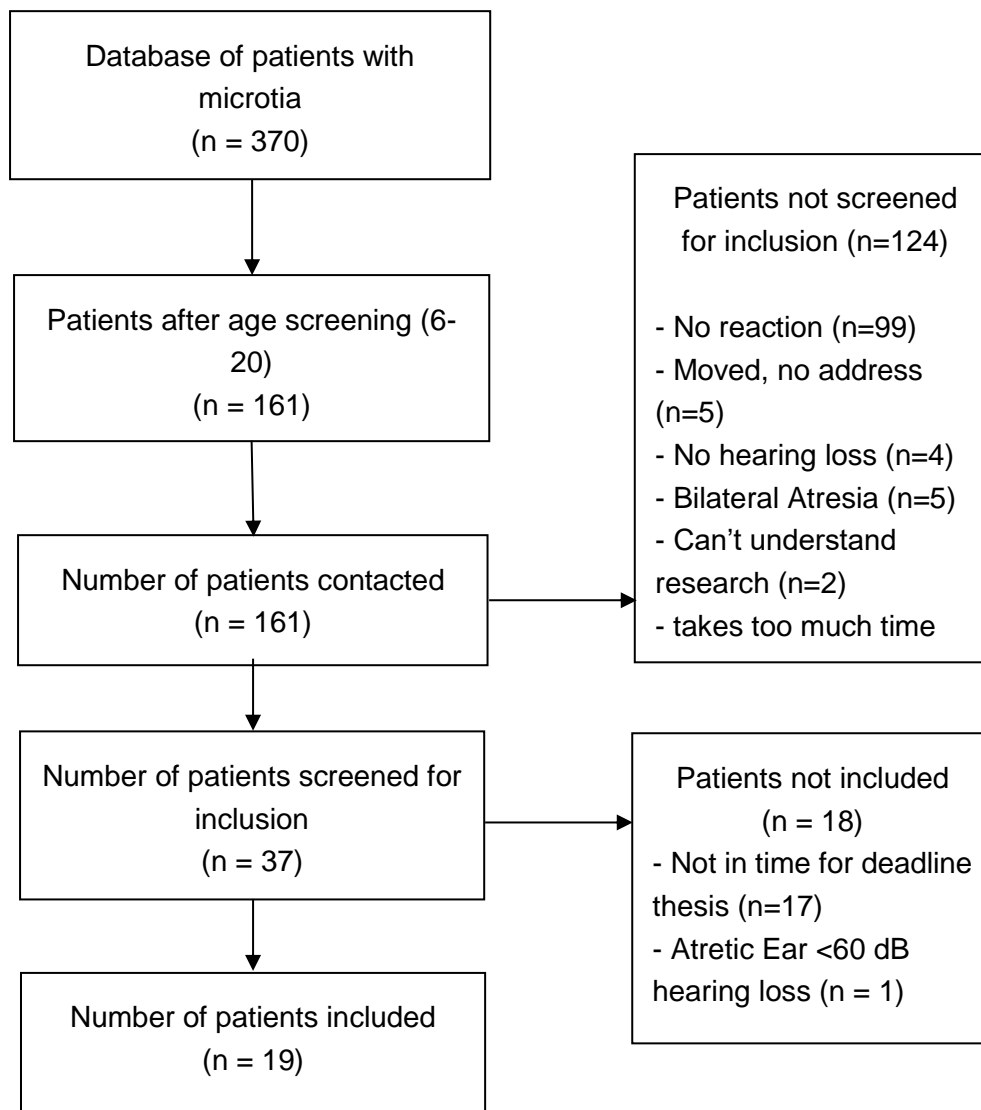 Database of patients with
microtia
(n = 370)
Patients after age screening (6-
20)
(n = 161)
Number of patients contacted
(n = 161)
Patients not screened
for inclusion (n=124)
- No reaction (n=99)
- Moved, no address
(n=5)
- No hearing loss (n=4)
- Bilateral Atresia (n=5)
- Can’t understand
research (n=2)
- takes too much time
Number of patients screened for
inclusion
(n = 37)
Patients not included
(n = 18)
- Not in time for deadline
thesis (n=17)
- Atretic Ear <60 dB
hearing loss (n = 1)
Number of patients included
(n = 19)